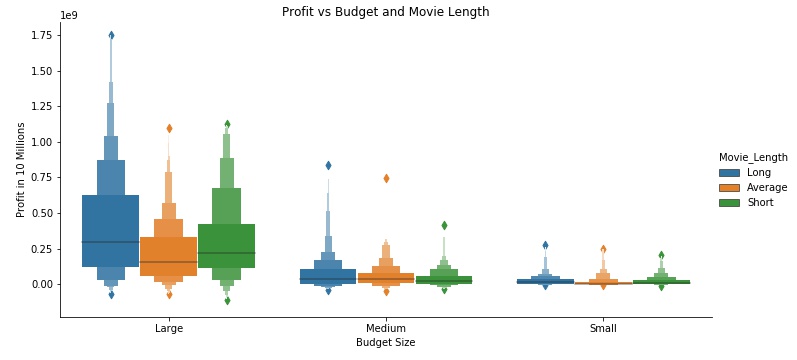 Profit vs Budget and Movie Length
1e9
1.75
1.50
1.25
1.00
0.75
0.50
0.25
0.00
Profit in 10 Millions
Large
Medium
Small
Budget Size
Movie_Length
Long
Average
Short